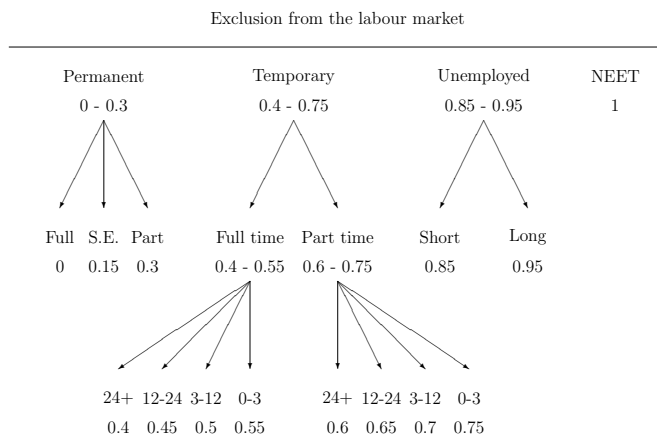 Exclusion from the labour market
Permanent Temporary Unemployed NEET
0 - 0.3 0.4 - 0.75 0.85 - 0.95 1
Full S.E. Part Full time Part time Short Long
0 0.15 0.3 0.4 - 0.55 0.6 - 0.75 0.85 0.95
24+ 12-24 3-12 0-3 24+ 12-24 3-12 0-3
0.4 0.45 0.5 0.55 0.6 0.65 0.7 0.75